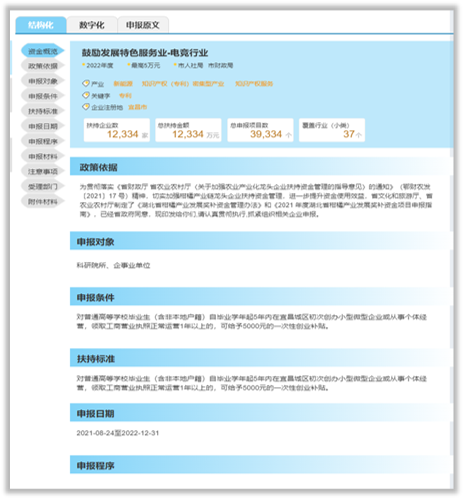 结构化 数字化 申报原文
资金概览
政策依据
申报对象
申报条件
扶持标准
申报日期
申报程序
申报材料
注意事项
受理部门
附件材料
鼓励发展特色服务业-电竞行业
2022年度 最高5万元 市人社局 市财政局
产业 新能源 知识产权（专利）密集型产业 知识产权服务
关键字 专利
企业注册地 宜昌市
扶持企业数 总扶持金额 总申报项目数 覆盖行业（小类）
12,334 家 12,334 万元 39,334 个 37 个
政策依据
为贯彻落实《省财政厅 省农业农村厅〈关于加强农业产业化龙头企业扶持资金管理的指导意见〉的通知》（鄂财农发
〔2021〕17 号）精神，切实加强柑橘产业链龙头企业扶持资金管理，进一步提升资金使用效益，省文化和旅游厅、省
农业农村厅制定了《湖北省柑橘产业发展奖补资金管理办法》和《2021 年度湖北省柑橘产业发展奖补资金项目申报指
南》，已经省政府同意，现印发给你们,请认真贯彻执行,抓紧组织相关企业申报。
申报对象
科研院所、企事业单位
申报条件
对普通高等学校毕业生（含非本地户籍）自毕业学年起5年内在宜昌城区初次创办小型微型企业或从事个体经
营，领取工商营业执照正常运营1年以上的，可给予5000元的一次性创业补贴。
扶持标准
对普通高等学校毕业生（含非本地户籍）自毕业学年起5年内在宜昌城区初次创办小型微型企业或从事个体经
营，领取工商营业执照正常运营1年以上的，可给予5000元的一次性创业补贴。
申报日期
2021-08-24至2022-12-31
申报程序